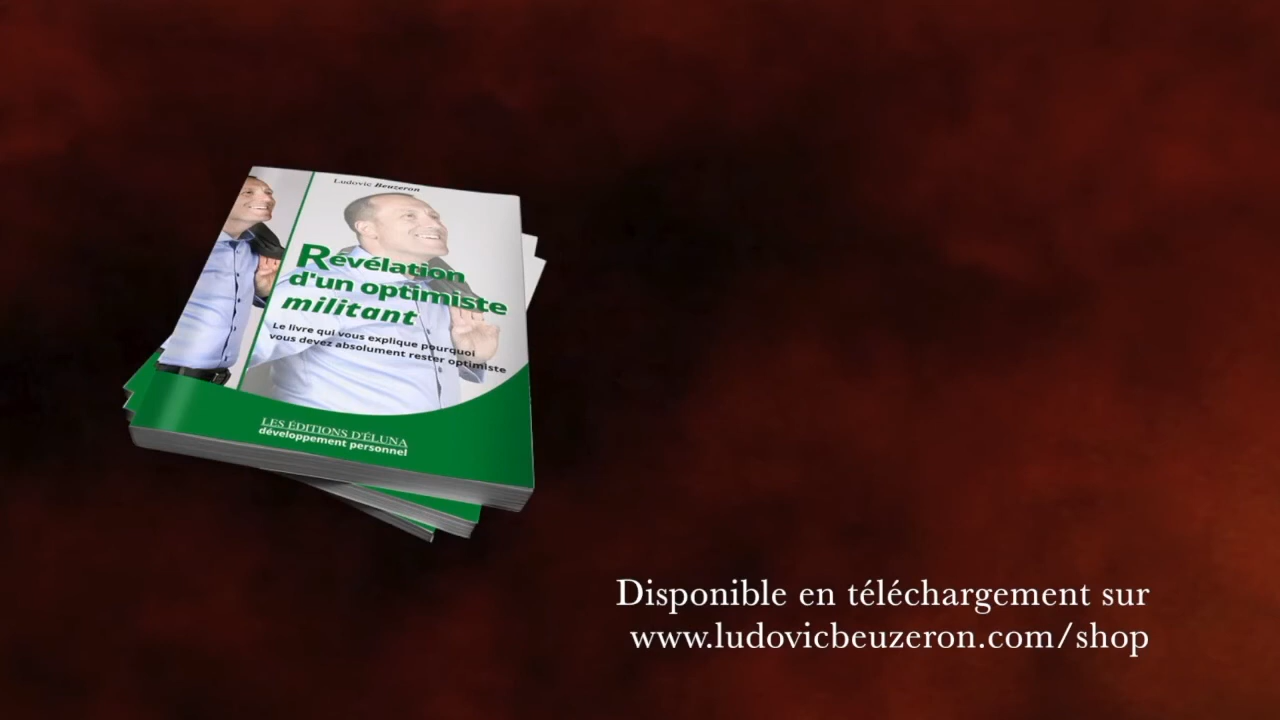 Ludovic Beuzeron
Révélation
d'un optimiste
militant
Le livre qui vous explique pourquoi
vous devez absolument rester optimiste
LES ÉDITIONS D'ÉLUNA
développement personnel
Disponible en téléchargement sur
www.ludovicbeuzeron.com/shop